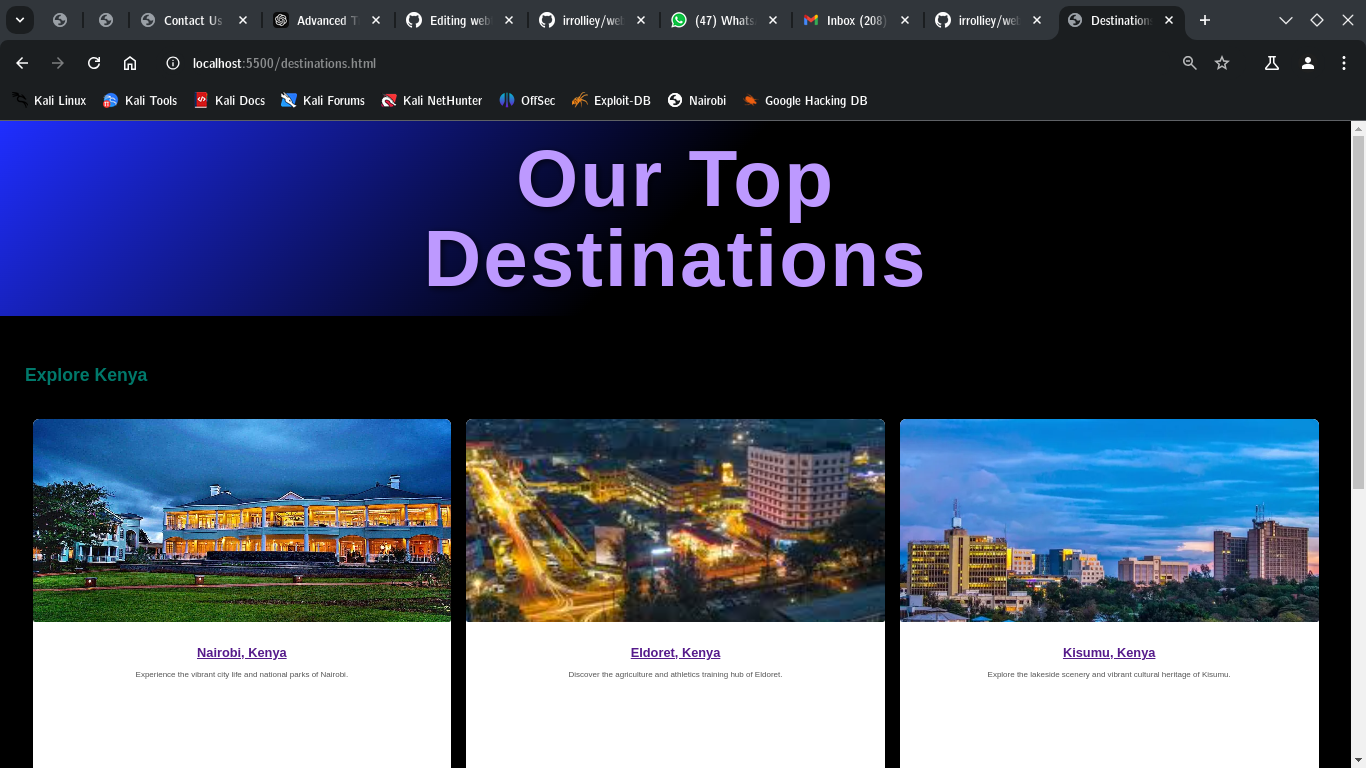 Contact Us
Advanced T
Editing web
irrolliey/web
(47) Whats
Inbox (208)
irrolliey/web
Destinations
localhost:5500/destinations.html
Kali Linux
Kali Tools
Kali Docs
Kali Forums
Kali NetHunter
OffSec
Exploit-DB
Nairobi
Google Hacking DB
Our Top
Destinations
Explore Kenya
Nairobi, Kenya
Experience the vibrant city life and national parks of Nairobi.
Eldoret, Kenya
Discover the agriculture and athletics training hub of Eldoret.
Kisumu, Kenya
Explore the lakeside scenery and vibrant cultural heritage of Kisumu.